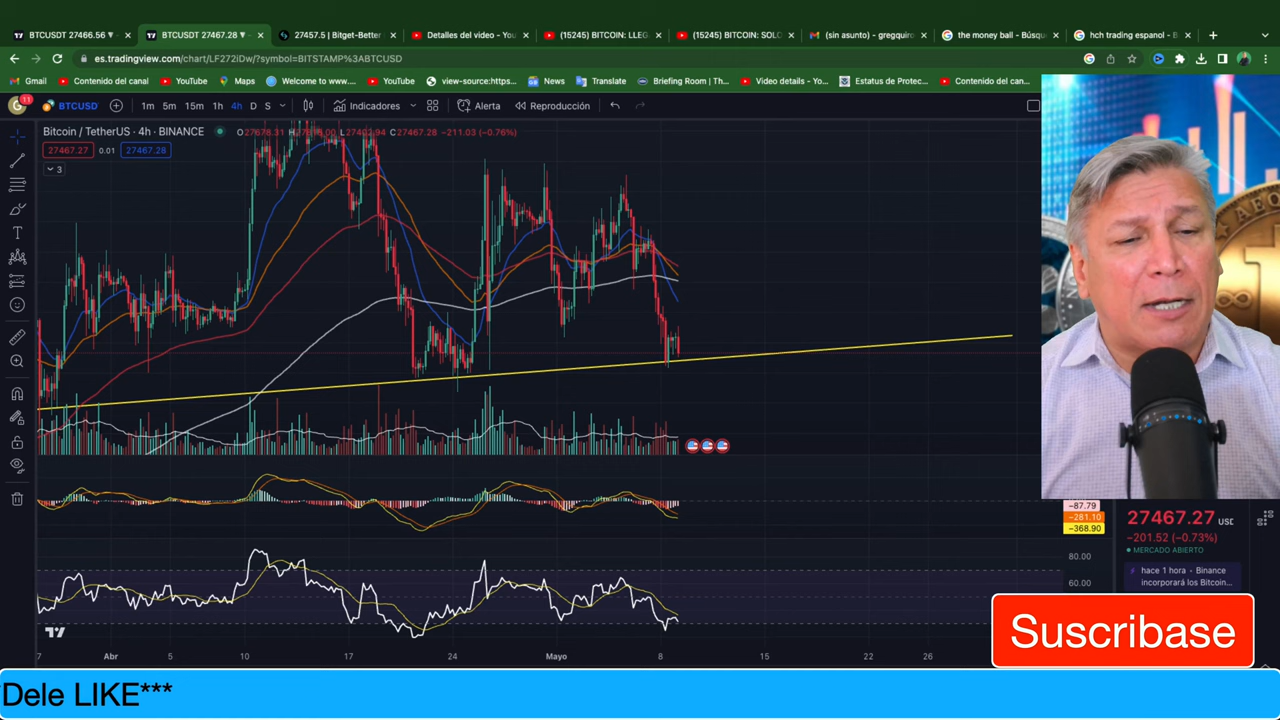 BTCUSDT 27466.56
BTCUSDT 27467.28
27457.5 | Bitget-Better
Detalles del video - You
(15245) BITCOIN: LLEG
(15245) BITCOIN: SOLO
(sin asunto) - gregquiro
the money ball - Búsqu
hch trading espanol - B
es.tradingview.com/chart/LF272iDw/?symbol=BITSTAMP%3ABTCUSD
Gmail
Contenido del canal
YouTube
Welcome to www....
YouTube
view-source:https...
News
Translate
Briefing Room | Th...
Video details - You...
Estatus de Protec...
Contenido del can...
11
BTCUSD
1m 5m 15m 1h 4h D S
Indicadores
Alerta
Reproducción
Bitcoin / TetherUS · 4h · BINANCE
C27467.28 −211.03 (−0.76%)
27467.27
0.01
27467.28
3
−87.79
−281.10
−368.90
80.00
60.00
27467.27 USD
−201.52 (−0.73%)
MERCADO ABIERTO
hace 1 hora · Binance
incorporará los Bitcoin...
7 Abr 5 10 17 24 Mayo 8 15 22 26
Suscribase
Dele LIKE***